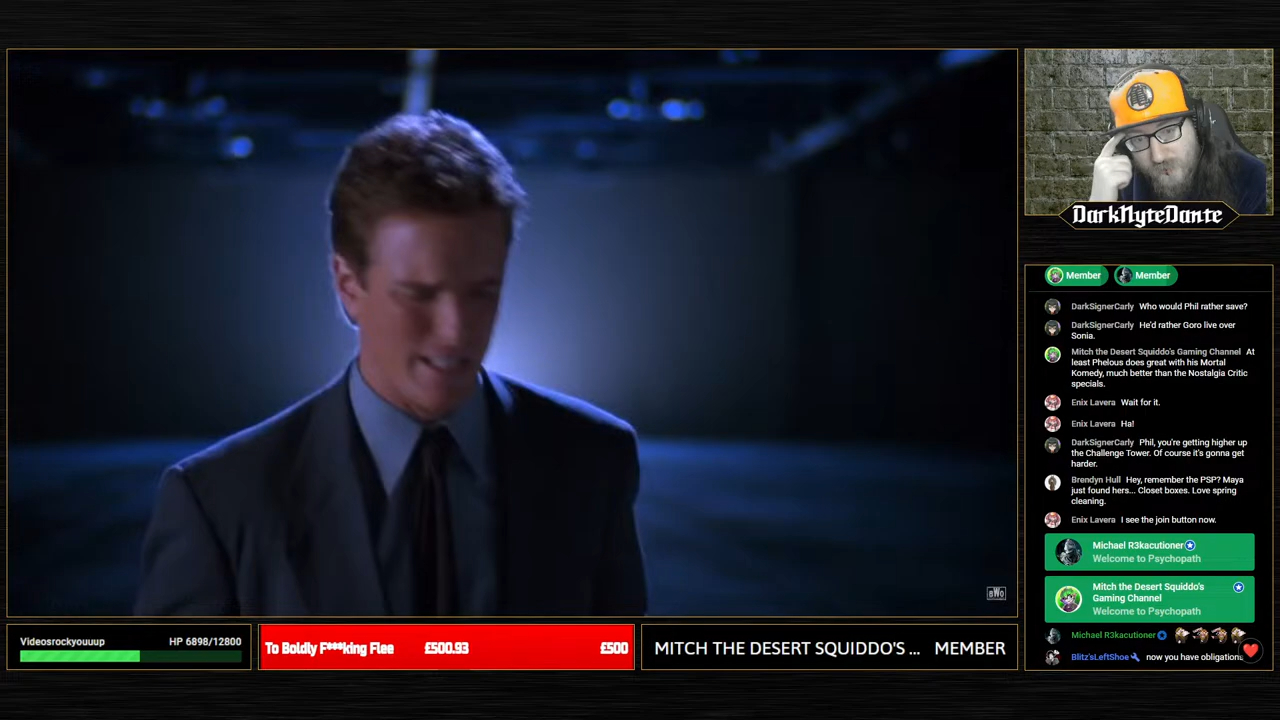 DarkNyteDante
Member Member
DarkSignerCarly Who would Phil rather save?
DarkSignerCarly He'd rather Goro live over
Sonia.
Mitch the Desert Squiddo's Gaming Channel At
least Phelous does great with his Mortal
Komedy, much better than the Nostalgia Critic
specials.
Enix Lavera Wait for it.
Enix Lavera Ha!
DarkSignerCarly Phil, you're getting higher up
the Challenge Tower. Of course it's gonna get
harder.
Brendyn Hull Hey, remember the PSP? Maya
just found hers... Closet boxes. Love spring
cleaning.
Enix Lavera I see the join button now.
Michael R3kacutioner
Welcome to Psychopath
Mitch the Desert Squiddo's
Gaming Channel
Welcome to Psychopath
Michael R3kacutioner
Blitz'sLeftShoe now you have obligations
BWO
Videosrockyouuup HP 6898/12800
To Boldly F***king Flee £500.93 £500
MITCH THE DESERT SQUIDDO'S ... MEMBER